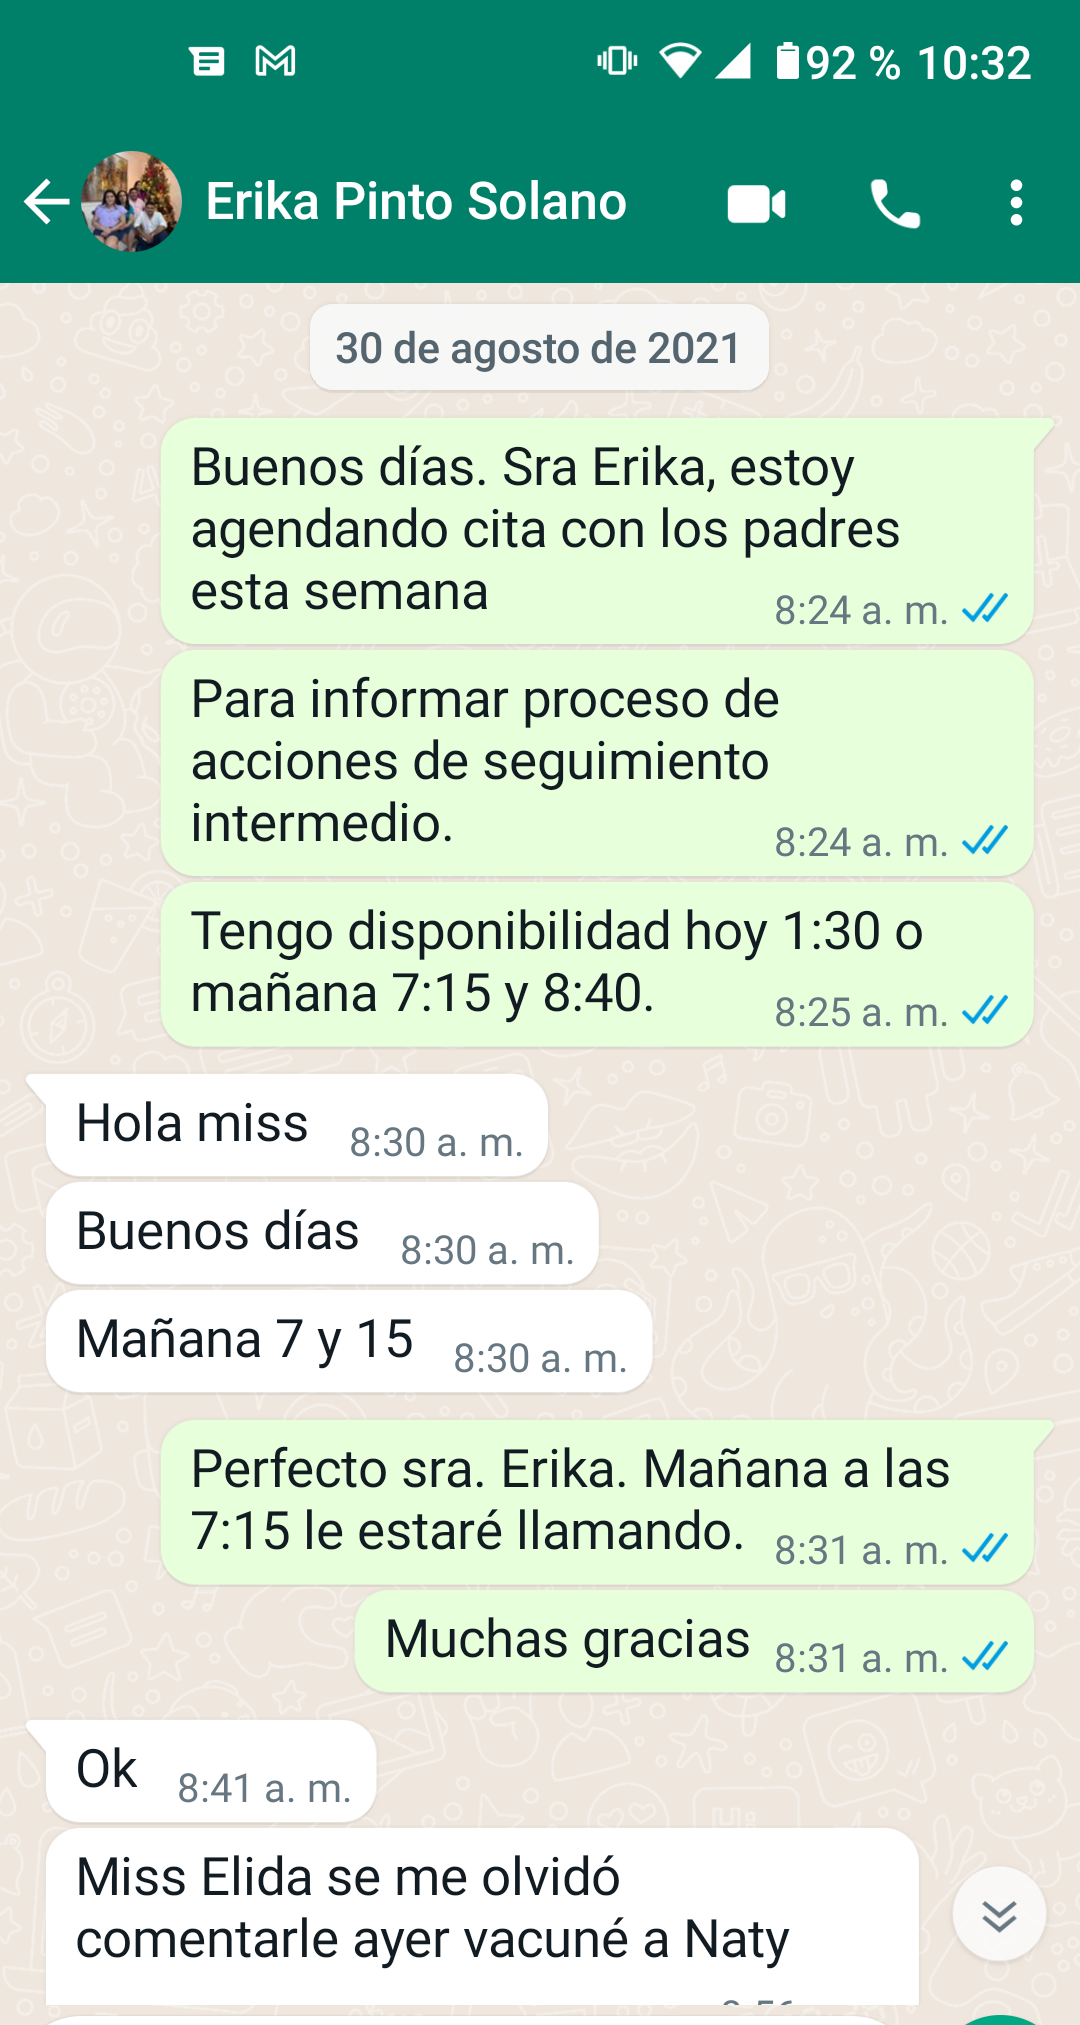 92 % 10:32
Erika Pinto Solano
30 de agosto de 2021
Buenos días. Sra Erika, estoy
agendando cita con los padres
esta semana
8:24 a. m.
Para informar proceso de
acciones de seguimiento
intermedio.
8:24 a. m.
Tengo disponibilidad hoy 1:30 o
mañana 7:15 y 8:40.
8:25 a. m.
Hola miss
8:30 a. m.
Buenos días
8:30 a. m.
Mañana 7 y 15
8:30 a. m.
Perfecto sra. Erika. Mañana a las
7:15 le estaré llamando.
8:31 a. m.
Muchas gracias
8:31 a. m.
Ok
8:41 a. m.
Miss Elida se me olvidó
comentarle ayer vacuné a Naty